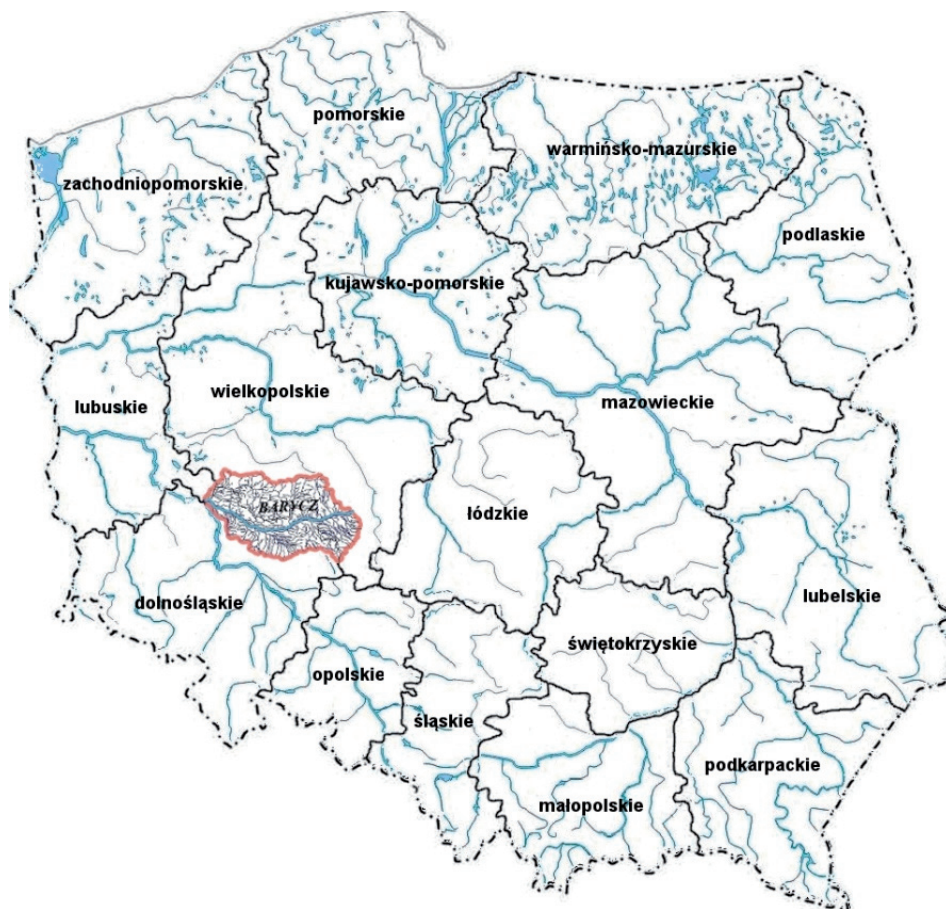 pomorskie
warmińsko-mazurskie
zachodniopomorskie
podlaskie
kujawsko-pomorskie
wielkopolskie
lubuskie
mazowieckie
BARYCZ
łódzkie
dolnośląskie
lubelskie
świętokrzyskie
opolskie
śląskie
podkarpackie
małopolskie